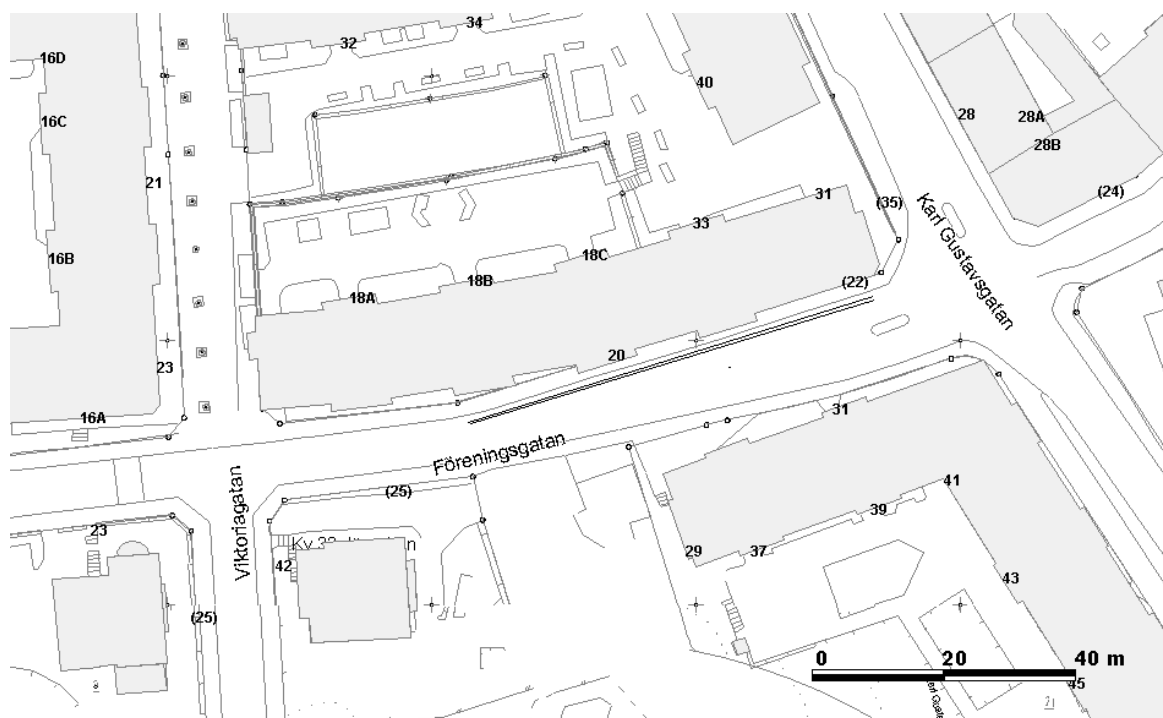 34
32
16D
40
16C
28
28A
28B
21
(24)
31
(35)
33
Karl Gustavsgatan
16B
18C
18B
(22)
18A
20
23
16A
31
Föreningsgatan
(25)
41
39
23
Viktoriagatan
42
29
37
43
(25)
0 20 40 m
45
21